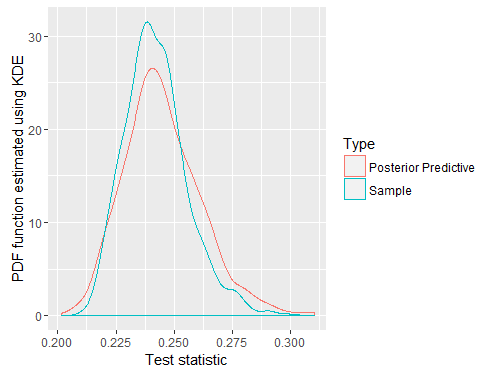 PDF function estimated using KDE
30
20
10
0
0.200 0.225 0.250 0.275 0.300
Test statistic
Type
Posterior Predictive
Sample